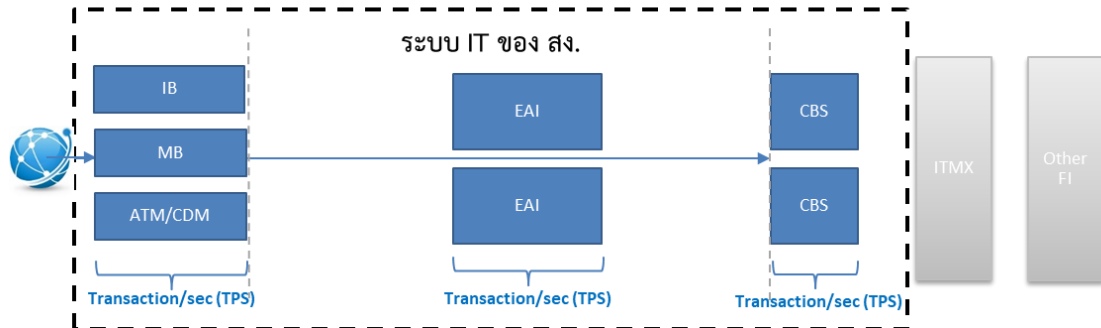 ระบบ IT ของ สง.
IB
MB
ATM/CDM
EAI
EAI
CBS
CBS
ITMX
Other
FI
Transaction/sec (TPS)
Transaction/sec (TPS)
Transaction/sec (TPS)